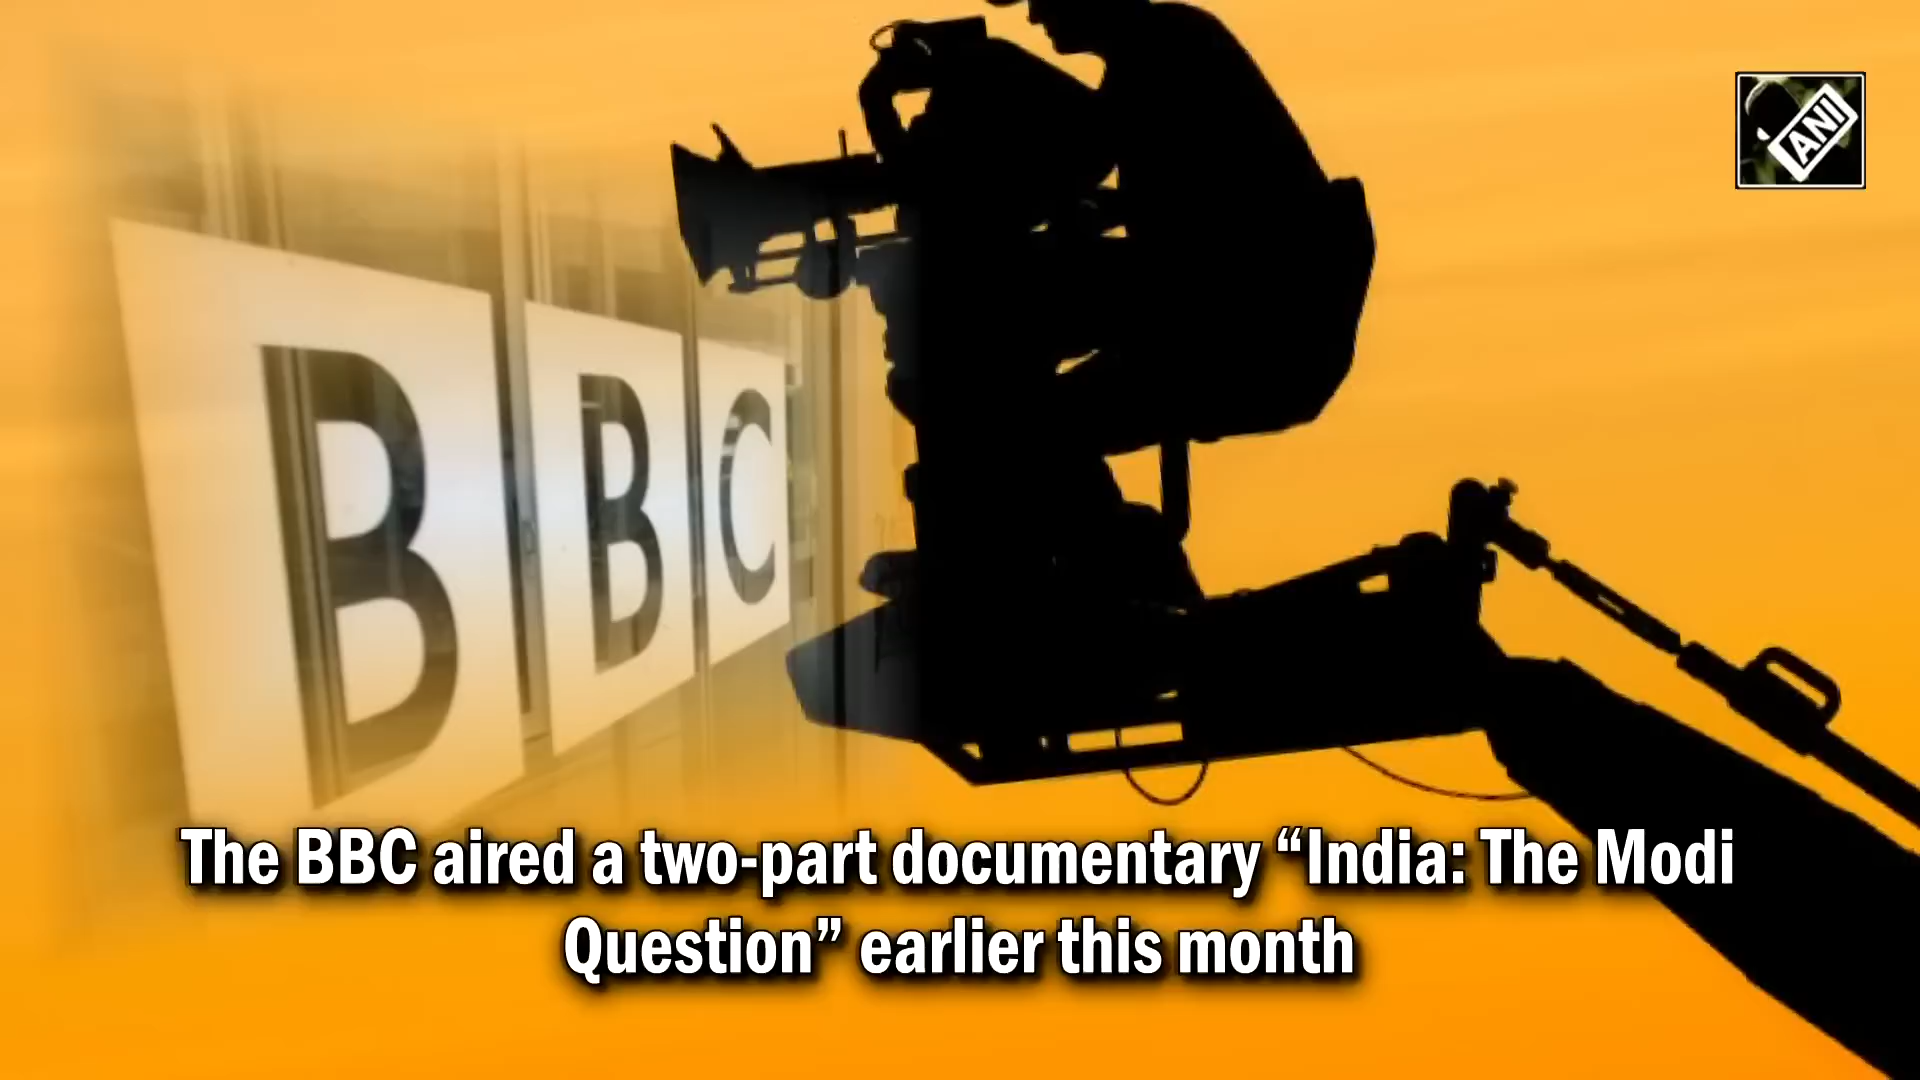 ANI
BBC
The BBC aired a two-part documentary “India: The Modi
Question” earlier this month